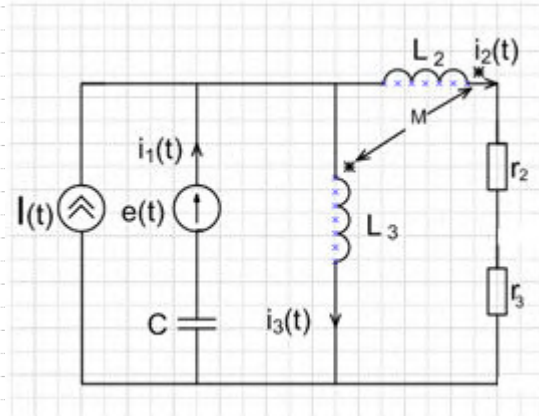 L₂
i₂(t)
M
i₁(t)
r₂
I(t)
e(t)
L₃
r₃
C
i₃(t)